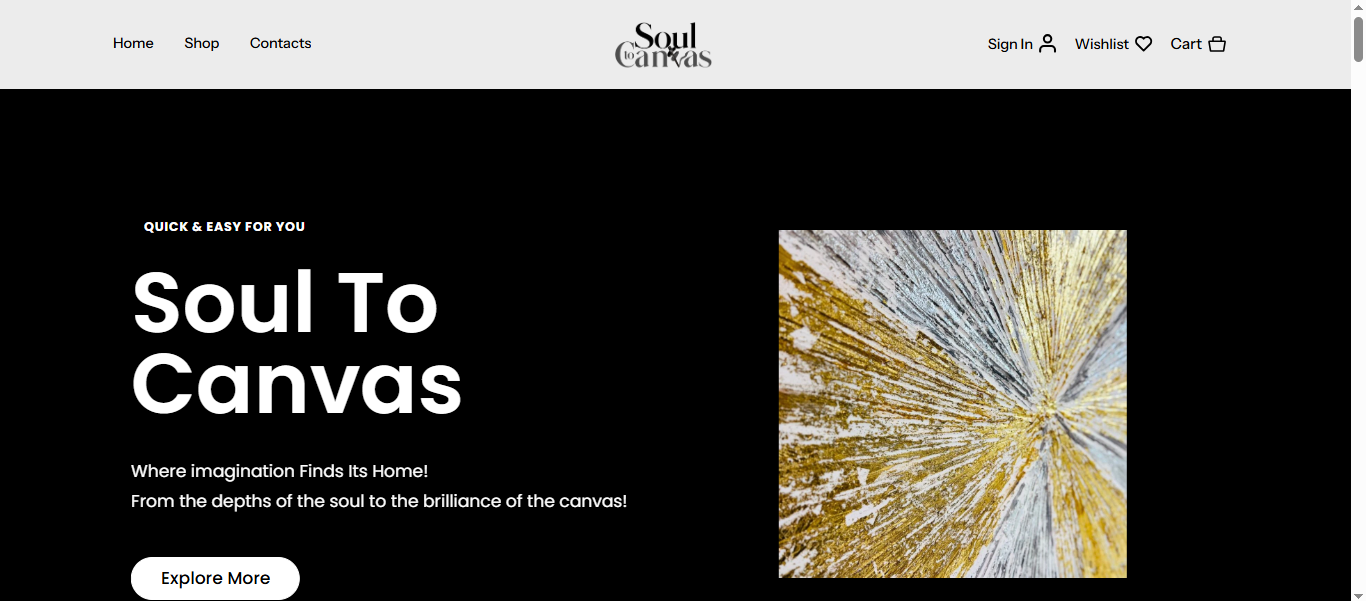 Home Shop Contacts
Soul
to Canvas
Sign In Wishlist Cart
QUICK & EASY FOR YOU
Soul To
Canvas
Where imagination Finds Its Home!
From the depths of the soul to the brilliance of the canvas!
Explore More